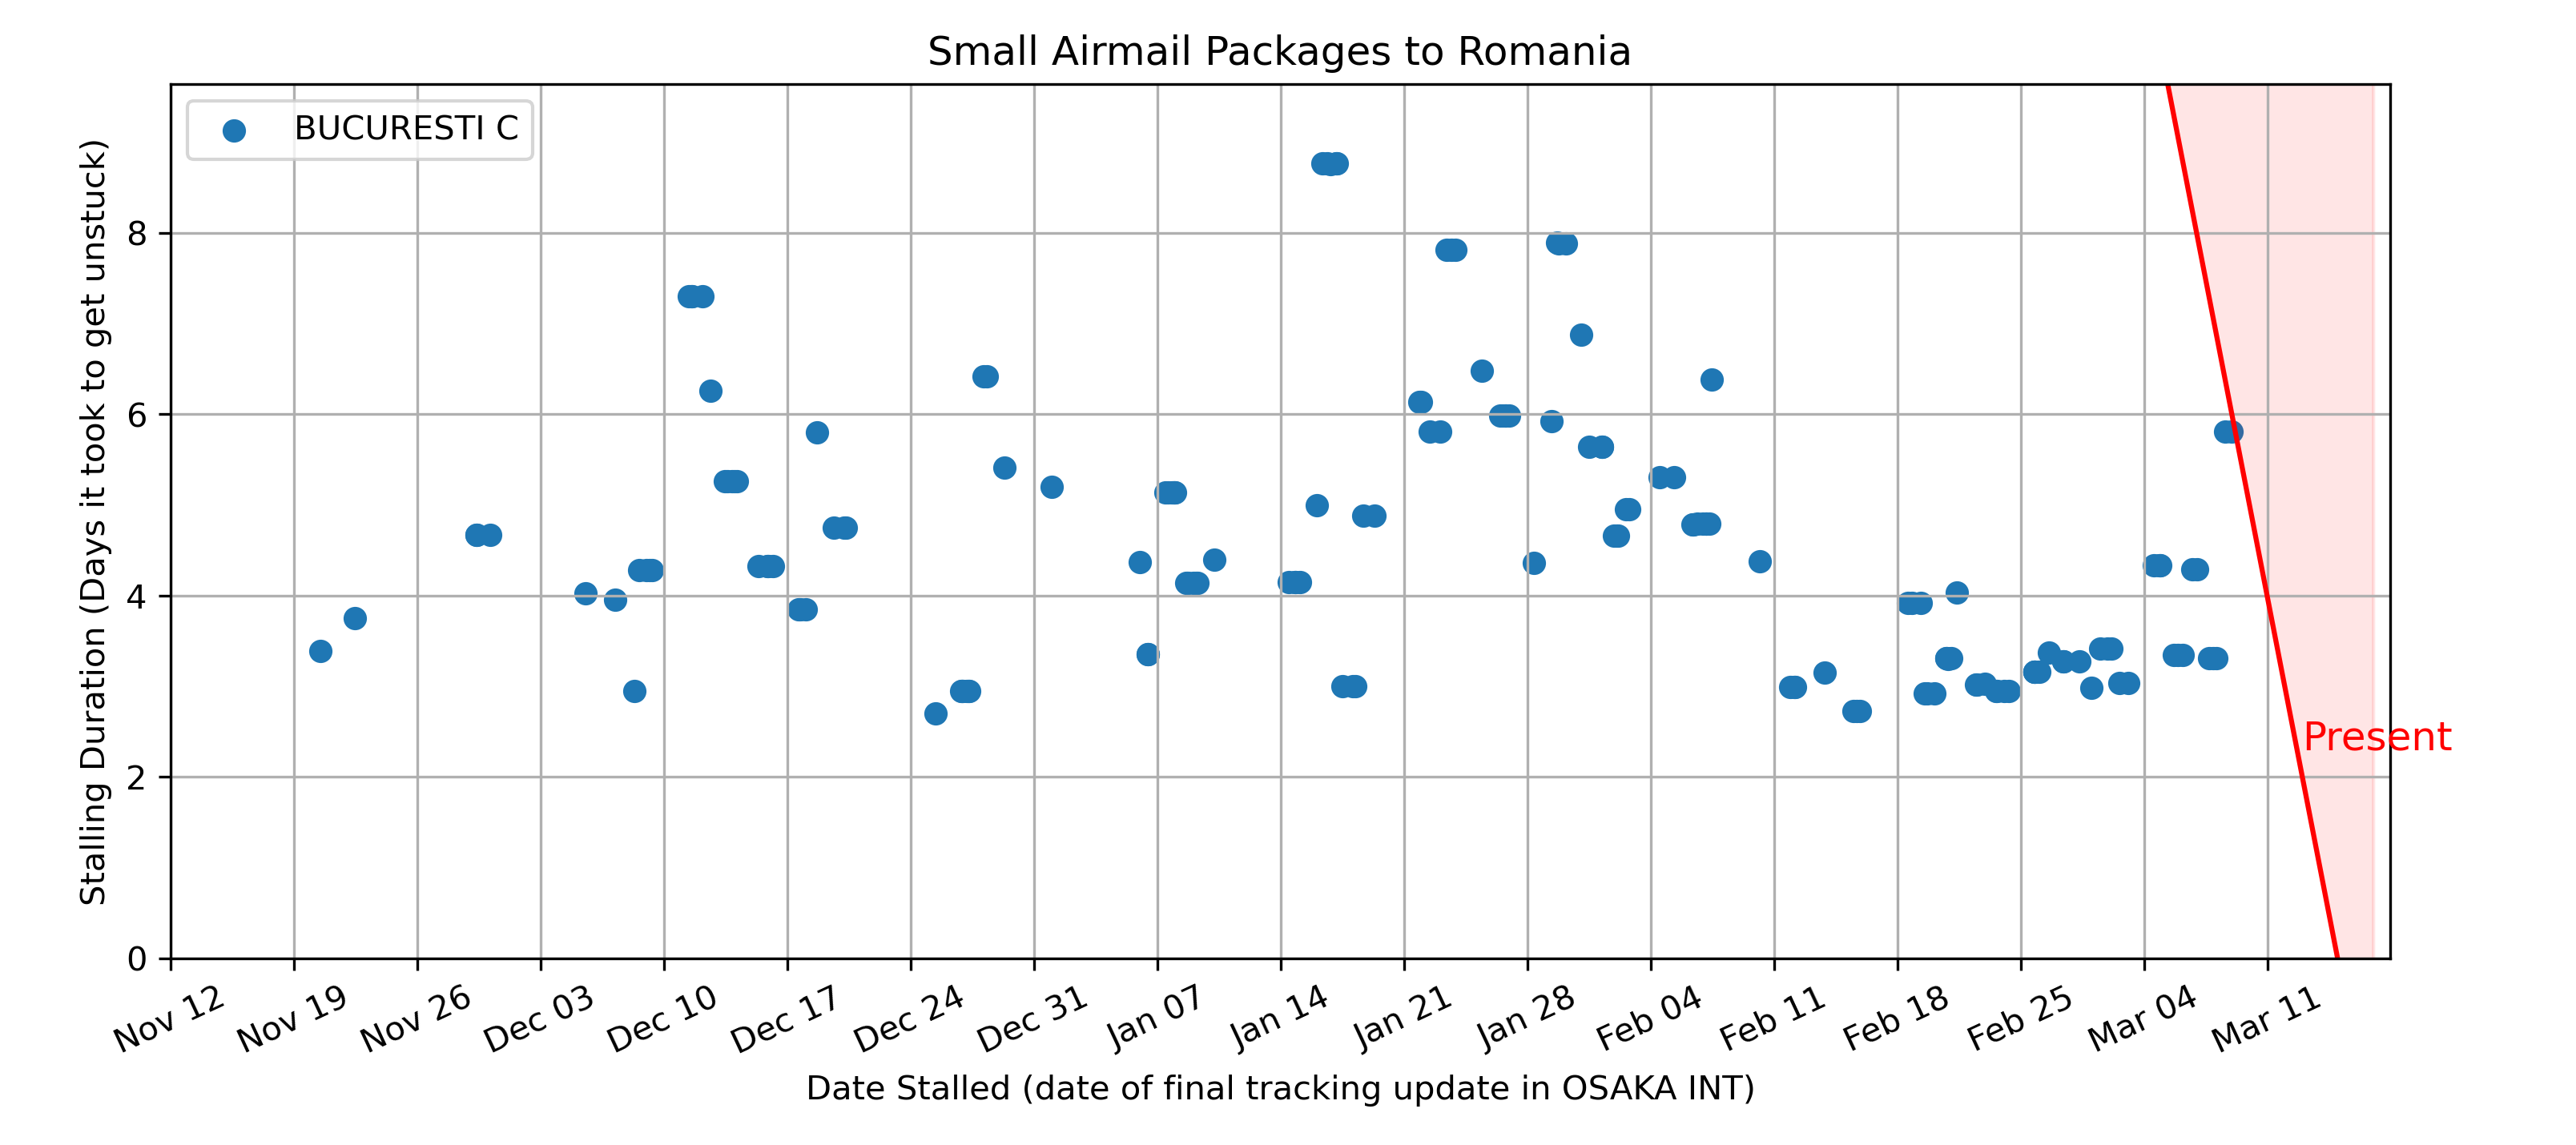 Small Airmail Packages to Romania
BUCURESTI C
Stalling Duration (Days it took to get unstuck)
8
6
4
2
0
Present
Nov 12
Nov 19
Nov 26
Dec 03
Dec 10
Dec 17
Dec 24
Dec 31
Jan 07
Jan 14
Jan 21
Jan 28
Feb 04
Feb 11
Feb 18
Feb 25
Mar 04
Mar 11
Date Stalled (date of final tracking update in OSAKA INT)